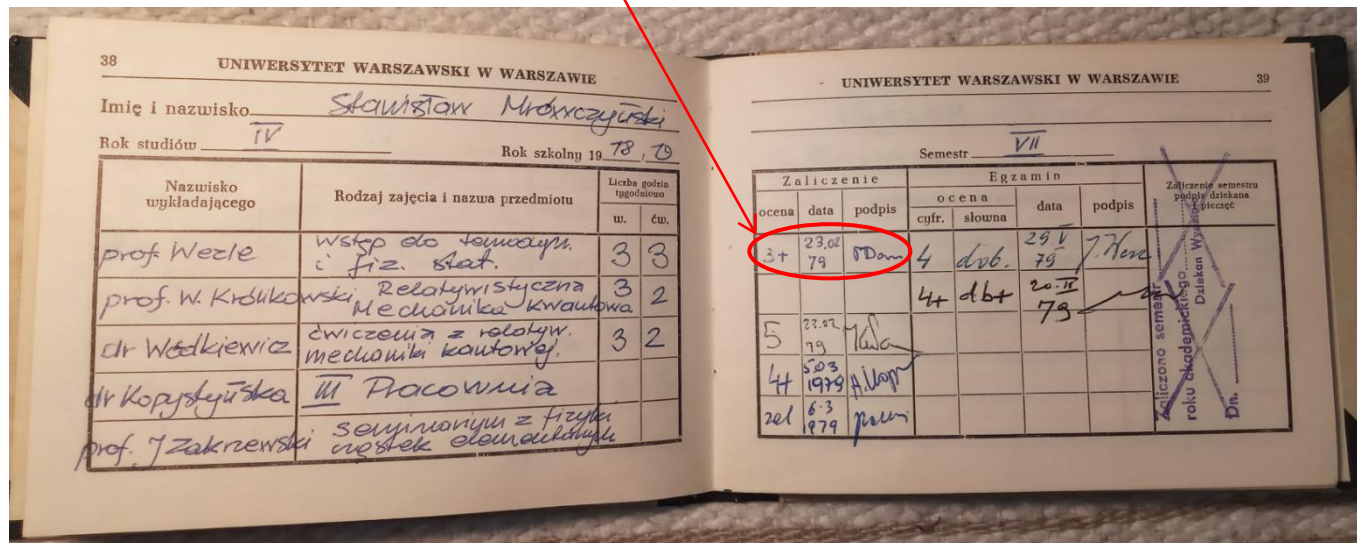 38
UNIWERSYTET WARSZAWSKI W WARSZAWIE
Imię i nazwisko Stanisław Mrówczyński
Rok studiów IV
Rok szkolny 19 78, 79
Nazwisko wykładającego
Rodzaj zajęcia i nazwa przedmiotu
Liczba godzin tygodniowo
w. ćw.
prof. Werle
Wstęp do termodyn.
i fiz. stat.
3 3
prof. W. Królikowski
Relatywistyczna
Mechanika kwantowa
3 2
dr Wódkiewicz
ćwiczenia z relatyw.
mechaniki kwantowej.
3 2
dr Kopystyńska
III Pracownia
prof. J Zakrzewski
Seminarium z fizyki
cząstek elementarnych
UNIWERSYTET WARSZAWSKI W WARSZAWIE
39
Semestr VII
Zaliczenie
Egzamin
Zaliczenie semestru
podpis dziekana
i pieczęć
ocena data podpis
ocena
cyfr. słowna
data podpis
3+ 23.02 79
4 dob. 29.V 79
4+ db+ 20.II 79
5 23.02. 79
4+ 5.03 1979 A. Kop
zal 6.3 1979
Zaliczono semestr
roku akademickiego
Dziekan
Dn.